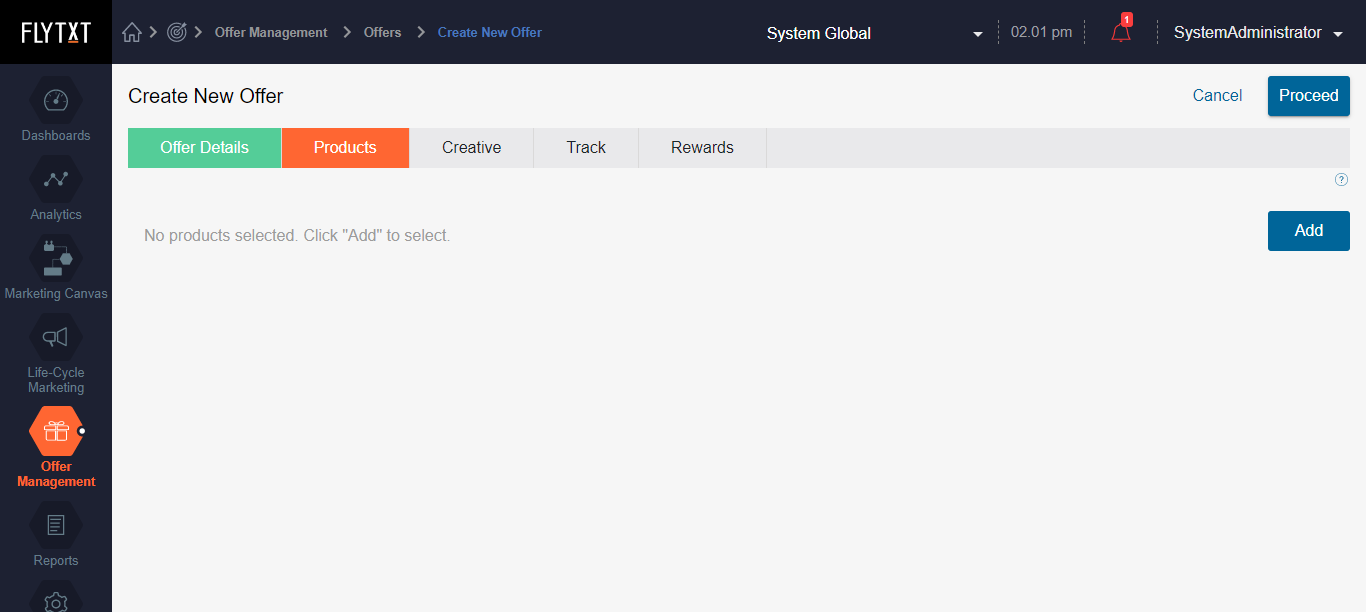 FLYTXT
Offer Management
Offers
Create New Offer
System Global
02.01 pm
1
SystemAdministrator
Dashboards
Analytics
Marketing Canvas
Life-Cycle
Marketing
Offer
Management
Reports
Create New Offer
Cancel
Proceed
Offer Details
Products
Creative
Track
Rewards
?
No products selected. Click "Add" to select.
Add